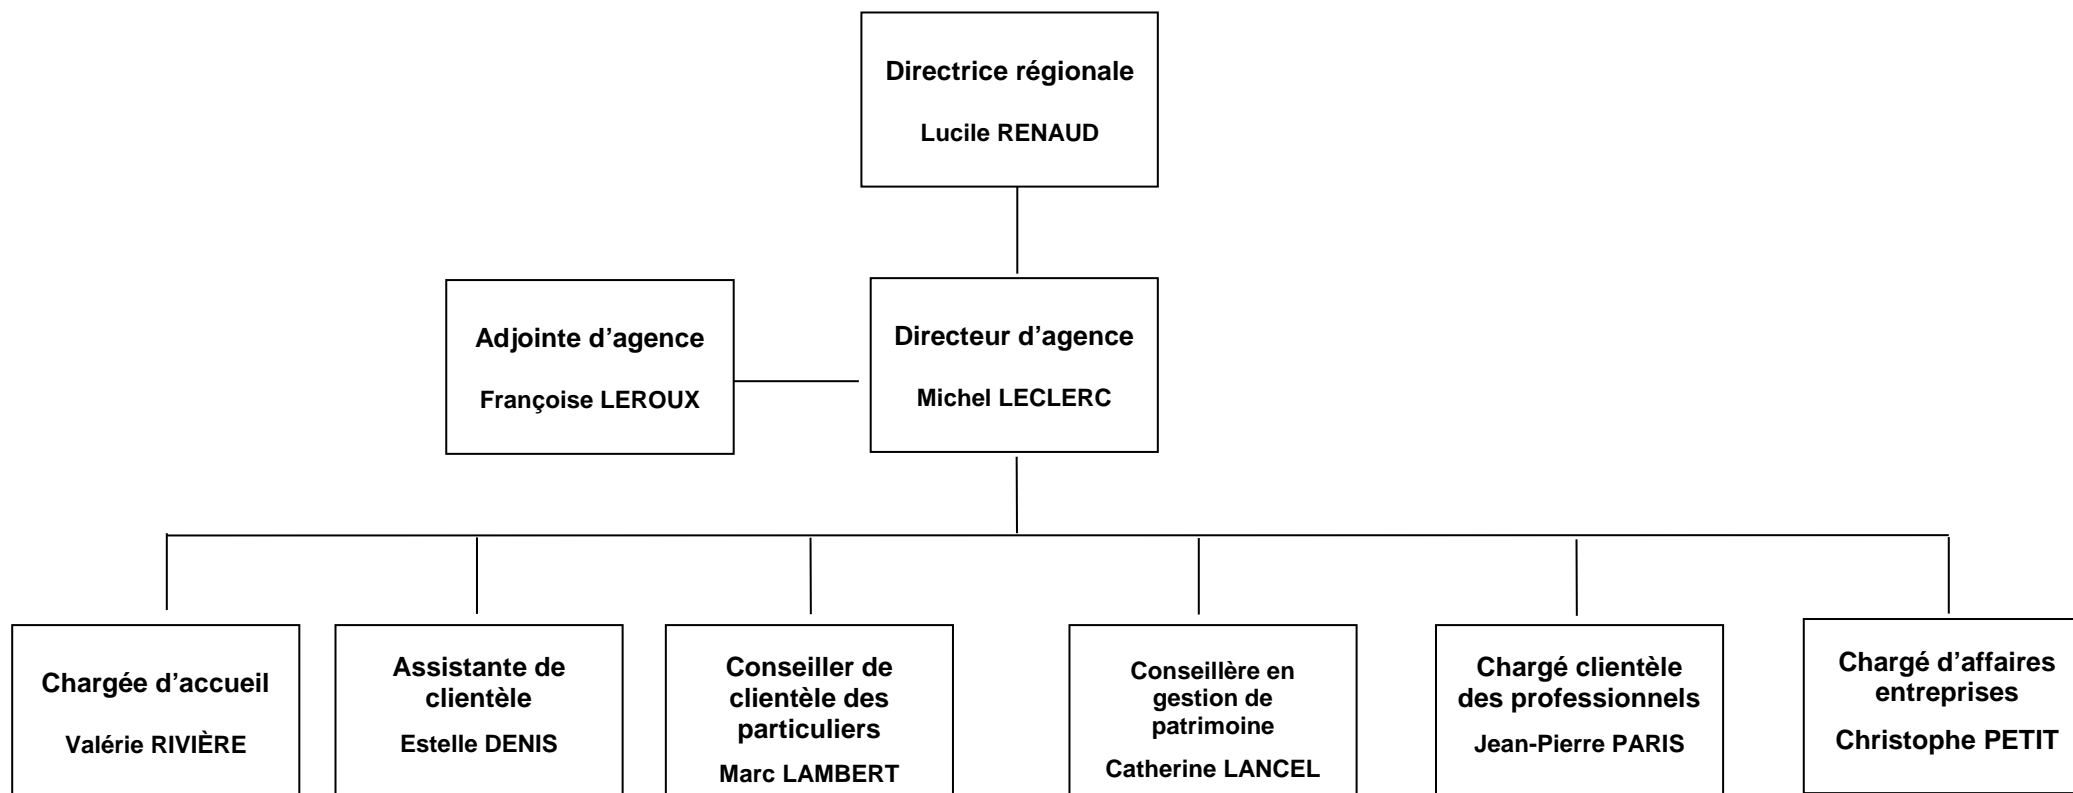 Directrice régionale
Lucile RENAUD
Adjointe d’agence
Françoise LEROUX
Directeur d’agence
Michel LECLERC
Chargée d’accueil
Valérie RIVIÈRE
Assistante de
clientèle
Estelle DENIS
Conseiller de
clientèle des
particuliers
Marc LAMBERT
Conseillère en
gestion de
patrimoine
Catherine LANCEL
Chargé clientèle
des professionnels
Jean-Pierre PARIS
Chargé d’affaires
entreprises
Christophe PETIT